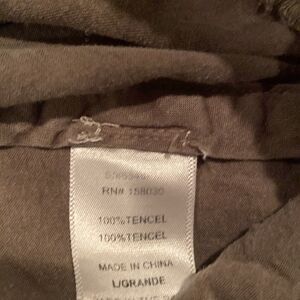 RN# 158030
100%TENCEL
100%TENCEL
MADE IN CHINA
L/GRANDE